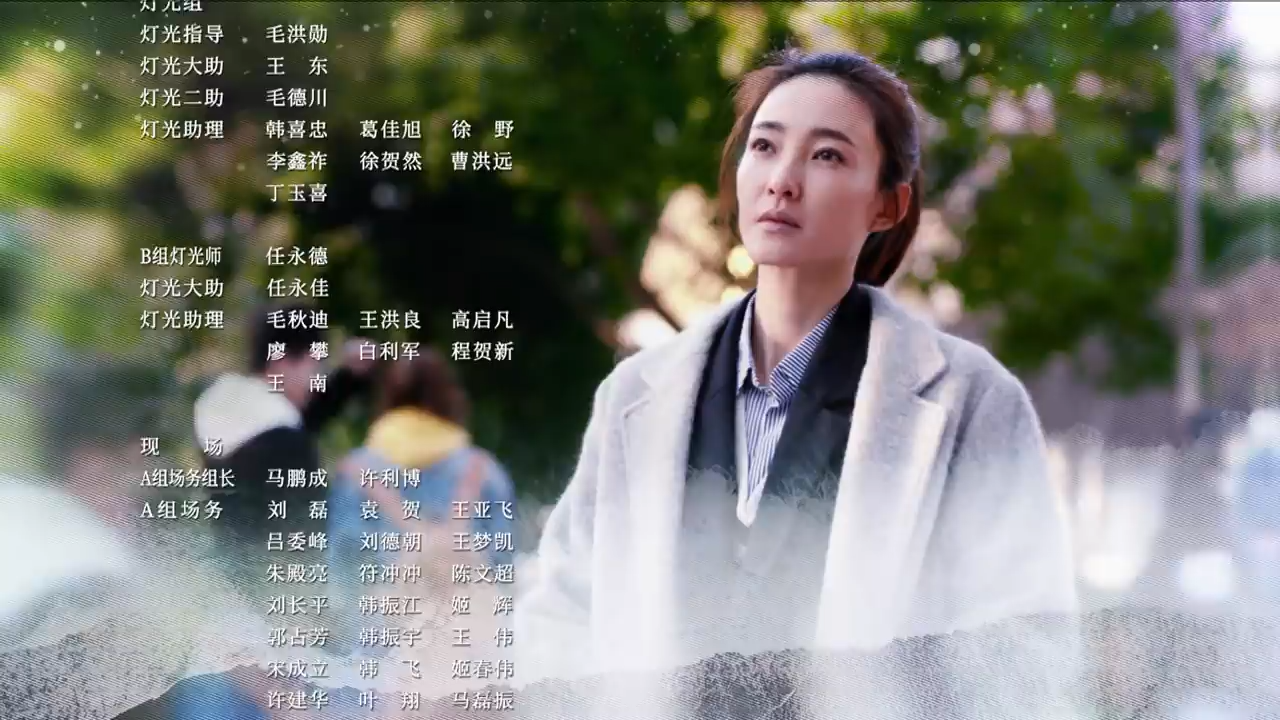 灯光组
灯光指导 毛洪勋
灯光大助 王 东
灯光二助 毛德川
灯光助理 韩喜忠 葛佳旭 徐 野
李鑫祚 徐贺然 曹洪远
丁玉喜
B组灯光师 任永德
灯光大助 任永佳
灯光助理 毛秋迪 王洪良 高启凡
廖 攀 白利军 程贺新
王 南
现 场
A组场务组长 马鹏成 许利博
A组场务 刘 磊 袁 贺 王亚飞
吕委峰 刘德朝 王梦凯
朱殿亮 符冲冲 陈文超
刘长平 韩振江 姬 辉
郭占芳 韩振宇 王 伟
宋成立 韩 飞 姬春伟
许建华 叶 翔 马磊振